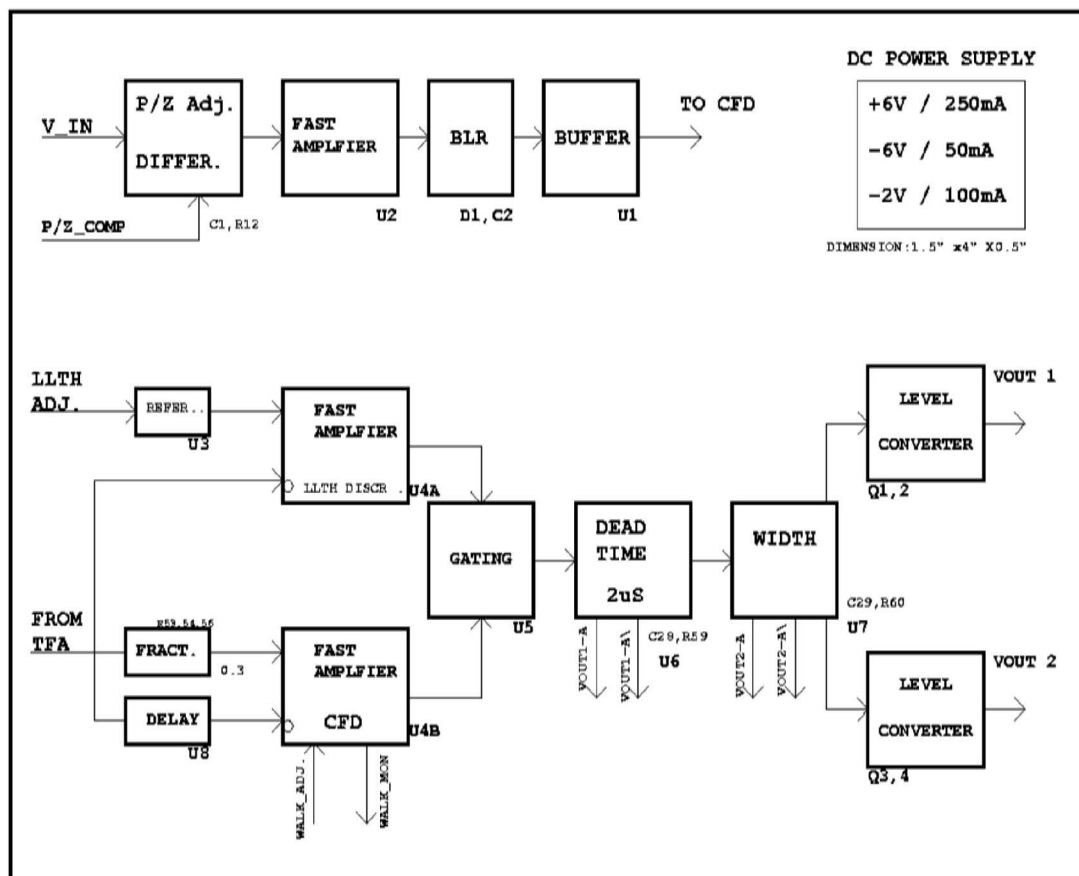 DC POWER SUPPLY
+6V / 250mA
-6V / 50mA
-2V / 100mA
DIMENSION:1.5" x4" X0.5"
V_IN
P/Z Adj.
DIFFER.
P/Z_COMP
C1,R12
FAST
AMPLFIER
U2
BLR
D1,C2
BUFFER
U1
TO CFD
LLTH
ADJ.
REFER..
U3
FAST
AMPLFIER
LLTH DISCR .
U4A
GATING
U5
DEAD
TIME
2uS
C28,R59
U6
VOUT1-A
VOUT1-A\
WIDTH
C29,R60
U7
VOUT2-A
VOUT2-A\
LEVEL
CONVERTER
Q1,2
VOUT 1
FROM
TFA
R53,54,55
FRACT.
0.3
DELAY
U8
FAST
AMPLFIER
CFD
U4B
WALK_ADJ.
WALK_MON
LEVEL
CONVERTER
Q3,4
VOUT 2